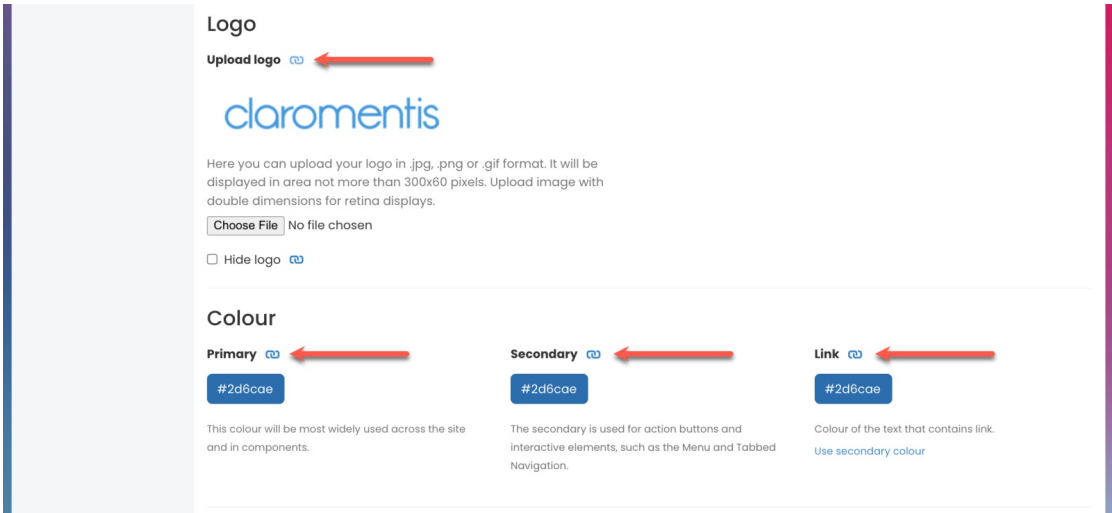 Logo
Upload logo
claromentis
Here you can upload your logo in .jpg, .png or .gif format. It will be
displayed in area not more than 300x60 pixels. Upload image with
double dimensions for retina displays.
Choose File No file chosen
Hide logo
Colour
Primary
#2d6cae
This colour will be most widely used across the site
and in components.
Secondary
#2d6cae
The secondary is used for action buttons and
interactive elements, such as the Menu and Tabbed
Navigation.
Link
#2d6cae
Colour of the text that contains link.
Use secondary colour